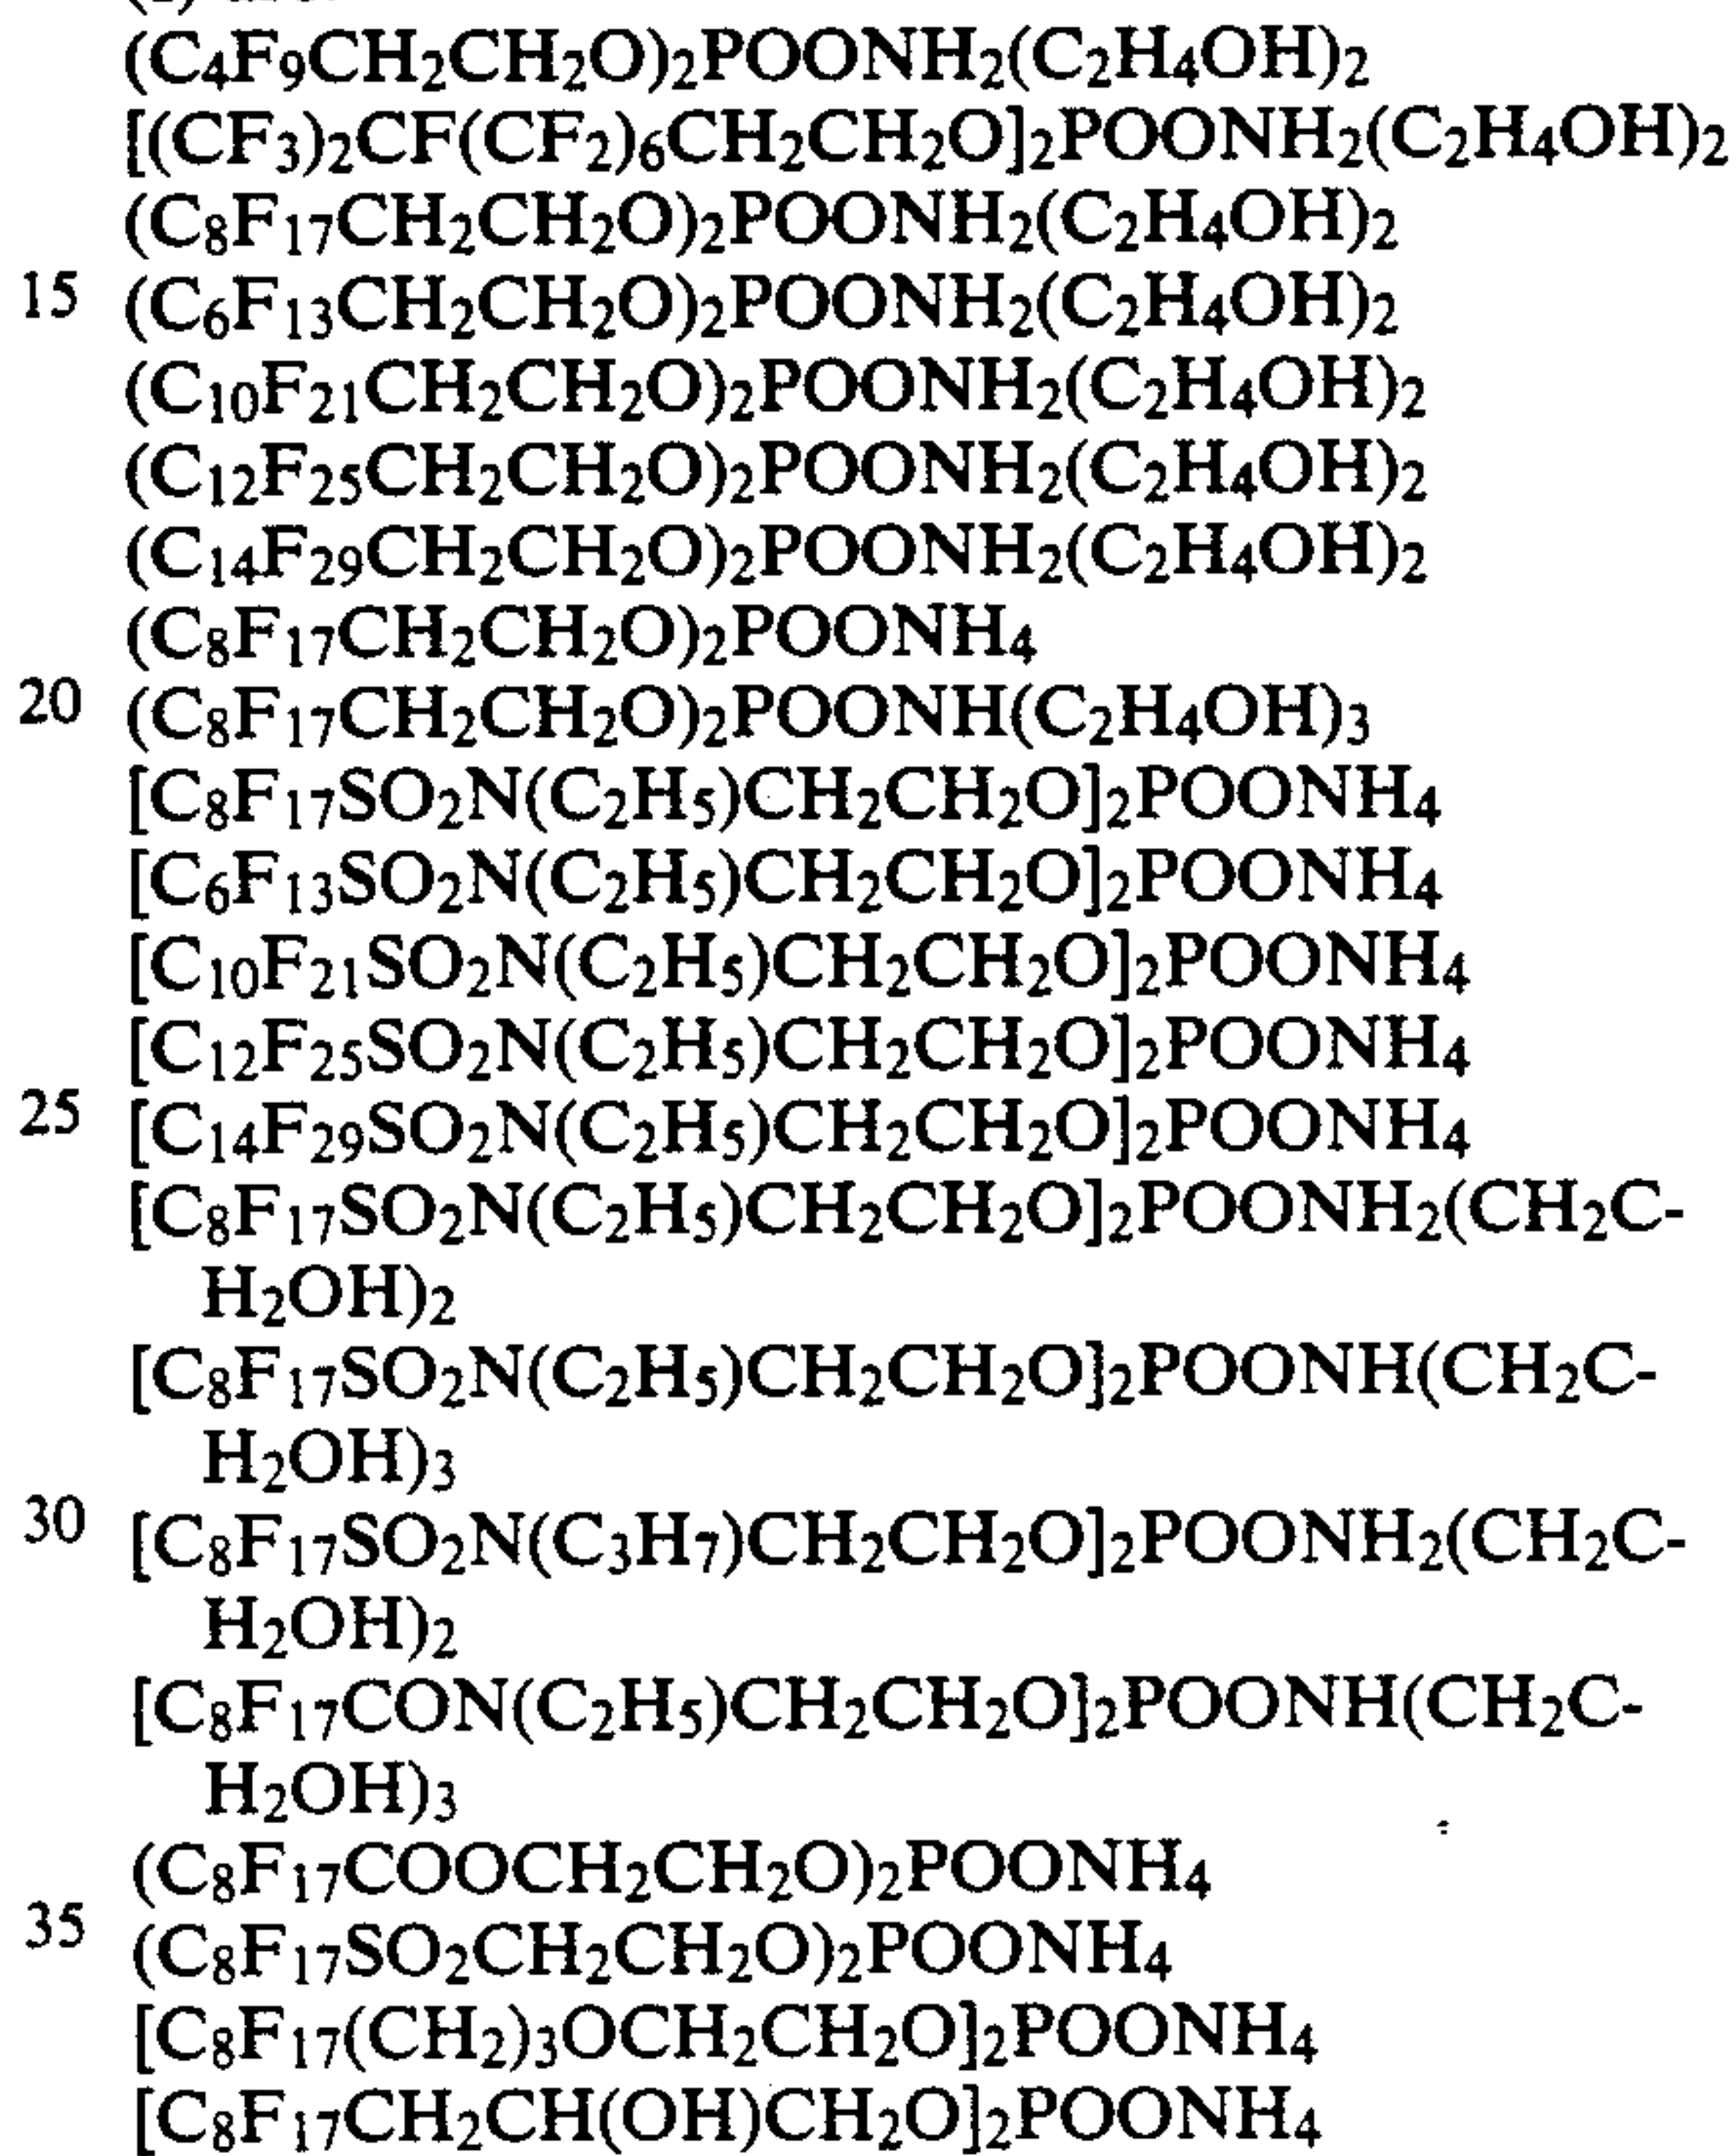 (C₄F₉CH₂CH₂O)₂POONH₂(C₂H₄OH)₂
[(CF₃)₂CF(CF₂)₆CH₂CH₂O]₂POONH₂(C₂H₄OH)₂
(C₈F₁₇CH₂CH₂O)₂POONH₂(C₂H₄OH)₂
15 (C₆F₁₃CH₂CH₂O)₂POONH₂(C₂H₄OH)₂
(C₁₀F₂₁CH₂CH₂O)₂POONH₂(C₂H₄OH)₂
(C₁₂F₂₅CH₂CH₂O)₂POONH₂(C₂H₄OH)₂
(C₁₄F₂₉CH₂CH₂O)₂POONH₂(C₂H₄OH)₂
(C₈F₁₇CH₂CH₂O)₂POONH₄
20 (C₈F₁₇CH₂CH₂O)₂POONH(C₂H₄OH)₃
[C₈F₁₇SO₂N(C₂H₅)CH₂CH₂O]₂POONH₄
[C₆F₁₃SO₂N(C₂H₅)CH₂CH₂O]₂POONH₄
[C₁₀F₂₁SO₂N(C₂H₅)CH₂CH₂O]₂POONH₄
[C₁₂F₂₅SO₂N(C₂H₅)CH₂CH₂O]₂POONH₄
25 [C₁₄F₂₉SO₂N(C₂H₅)CH₂CH₂O]₂POONH₄
[C₈F₁₇SO₂N(C₂H₅)CH₂CH₂O]₂POONH₂(CH₂C-
H₂OH)₂
[C₈F₁₇SO₂N(C₂H₅)CH₂CH₂O]₂POONH(CH₂C-
H₂OH)₃
30 [C₈F₁₇SO₂N(C₃H₇)CH₂CH₂O]₂POONH₂(CH₂C-
H₂OH)₂
[C₈F₁₇CON(C₂H₅)CH₂CH₂O]₂POONH(CH₂C-
H₂OH)₃
(C₈F₁₇COOCH₂CH₂O)₂POONH₄
35 (C₈F₁₇SO₂CH₂CH₂O)₂POONH₄
[C₈F₁₇(CH₂)₃OCH₂CH₂O]₂POONH₄
[C₈F₁₇CH₂CH(OH)CH₂O]₂POONH₄